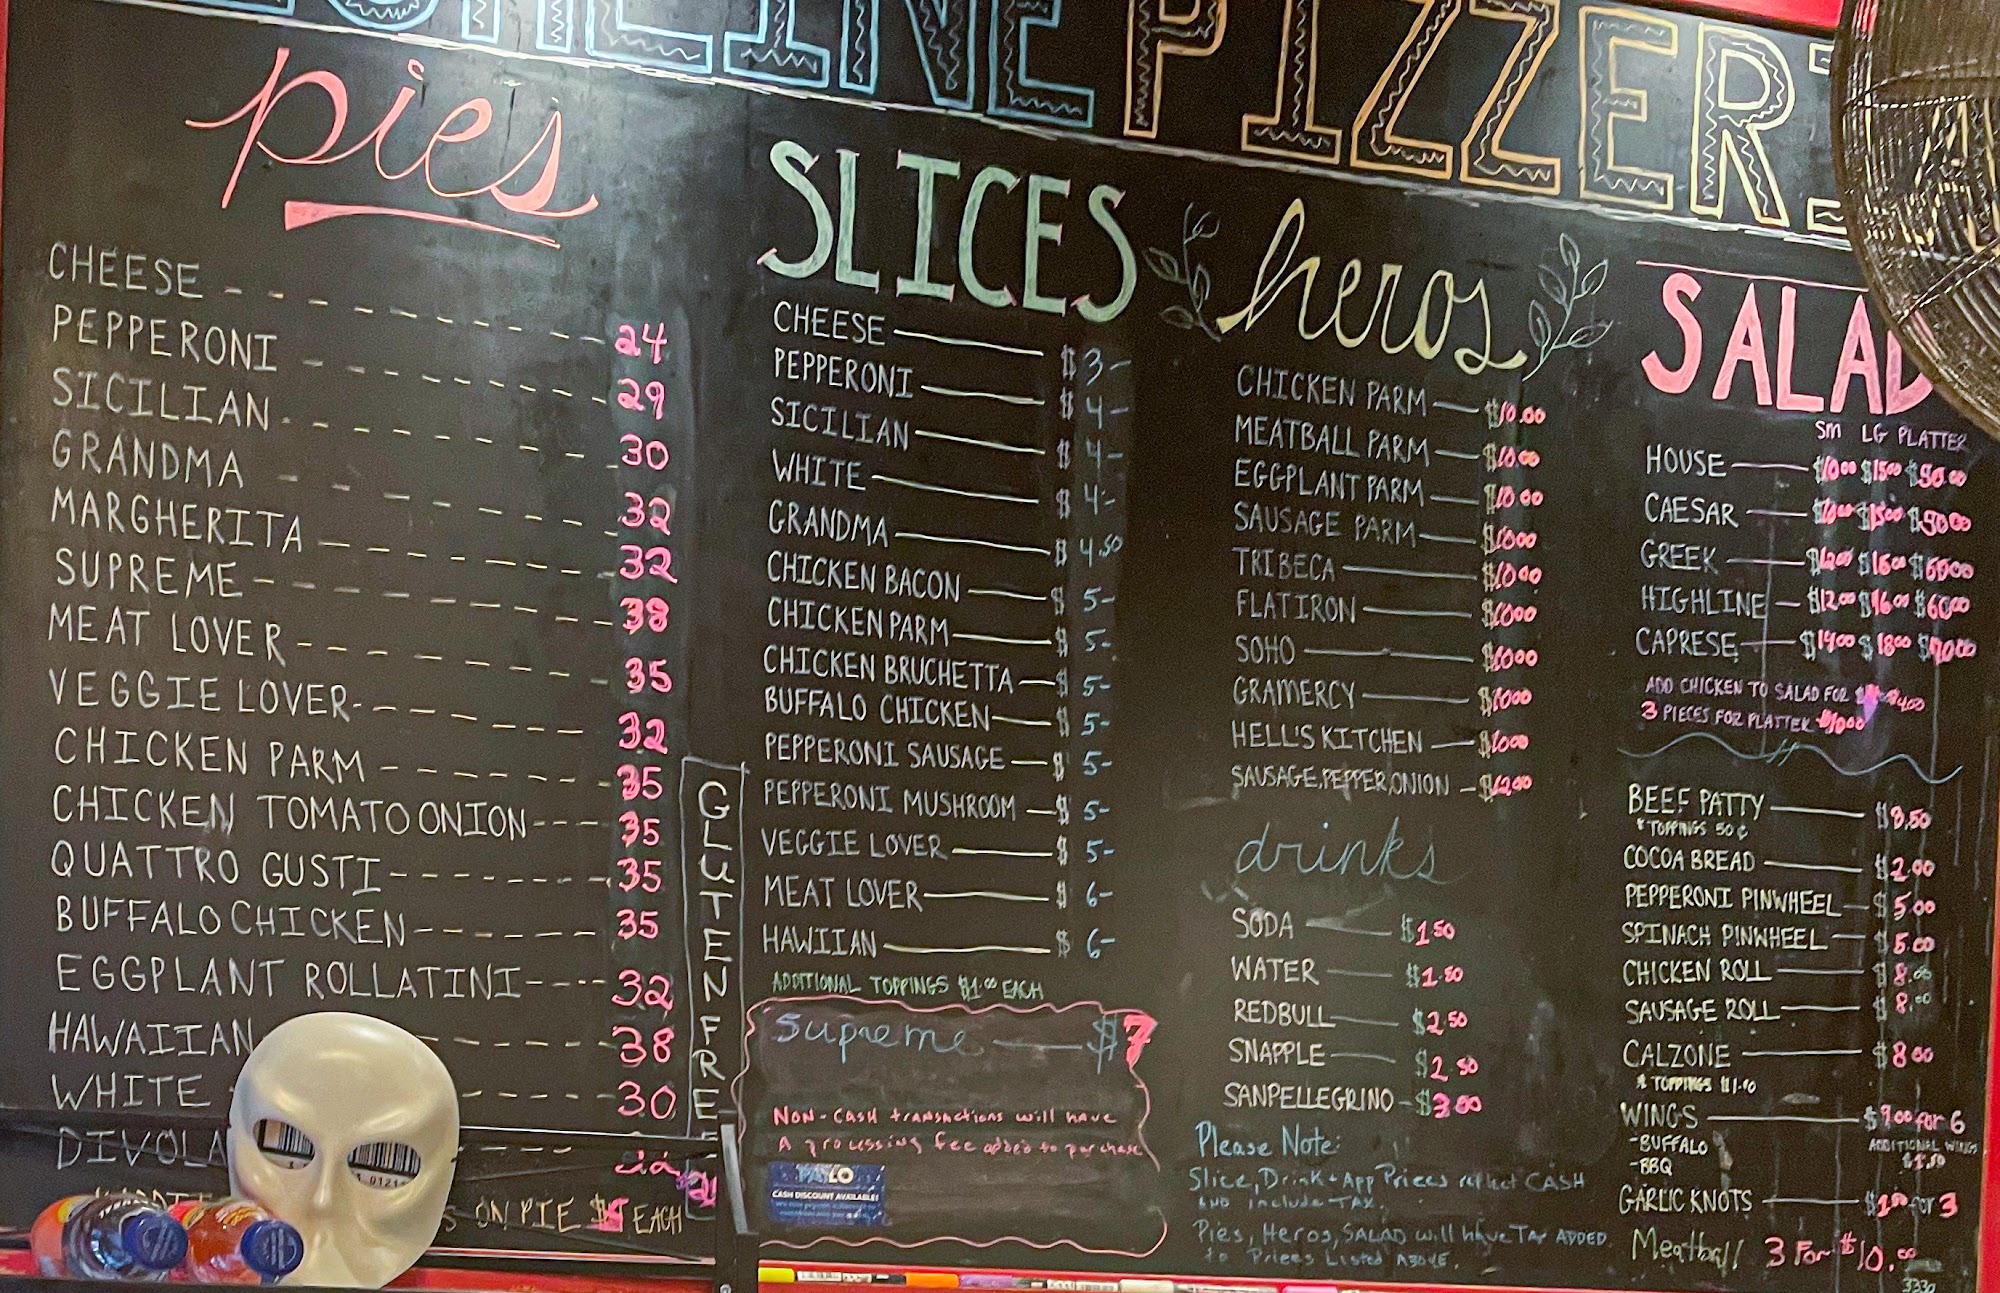 HLINE PIZZERIA
pies
CHEESE 24
PEPPERONI 29
SICILIAN 30
GRANDMA 32
MARGHERITA 32
SUPREME 38
MEAT LOVER 35
VEGGIE LOVER 32
CHICKEN PARM 35
CHICKEN TOMATO ONION 35
QUATTRO GUSTI 35
BUFFALO CHICKEN 35
EGGPLANT ROLLATINI 32
HAWAIIAN 38
WHITE 30
DIVOLA
S ON PIE EACH
GLUTEN FREE
SLICES
CHEESE $ 3-
PEPPERONI $ 4-
SICILIAN $ 4-
WHITE $ 4-
GRANDMA $ 4.50
CHICKEN BACON $ 5-
CHICKEN PARM $ 5-
CHICKEN BRUCHETTA $ 5-
BUFFALO CHICKEN $ 5-
PEPPERONI SAUSAGE $ 5-
PEPPERONI MUSHROOM $ 5-
VEGGIE LOVER $ 5-
MEAT LOVER $ 6-
HAWIIAN $ 6-
ADDITIONAL TOPPINGS $1.00 EACH
Supreme $7
NON-CASH transactions will have
A processing fee added to purchase
CASH DISCOUNT AVAILABLE!
heros
CHICKEN PARM $10.00
MEATBALL PARM $10.00
EGGPLANT PARM $10.00
SAUSAGE PARM $10.00
TRIBECA $10.00
FLATIRON $10.00
SOHO $10.00
GRAMERCY $10.00
HELL'S KITCHEN $10.00
SAUSAGE, PEPPER, ONION $12.00
drinks
SODA $1.50
WATER $1.50
REDBULL $2.50
SNAPPLE $2.50
SANPELLEGRINO $3.00
Please Note:
Slice, Drink + App Prices reflect CASH
AND include TAX.
Pies, Heros, SALAD will have TAX ADDED
to Prices Listed ABOVE.
SALAD
SM LG PLATTER
HOUSE $10.00 $15.00 $50.00
CAESAR $10.00 $15.00 $50.00
GREEK $12.00 $16.00 $60.00
HIGHLINE $12.00 $16.00 $60.00
CAPRESE $14.00 $18.00 $70.00
ADD CHICKEN TO SALAD FOR $4.00
3 PIECES FOR PLATTER $10.00
BEEF PATTY $3.50
* TOPPINGS 50¢
COCOA BREAD $2.00
PEPPERONI PINWHEEL $5.00
SPINACH PINWHEEL $5.00
CHICKEN ROLL $8.00
SAUSAGE ROLL $8.00
CALZONE $8.00
* TOPPINGS
WINGS $9.00 for 6
-BUFFALO
-BBQ
ADDITIONAL WINGS
$1.50
GARLIC KNOTS $1.00 for 3
Meatball 3 For $10.00